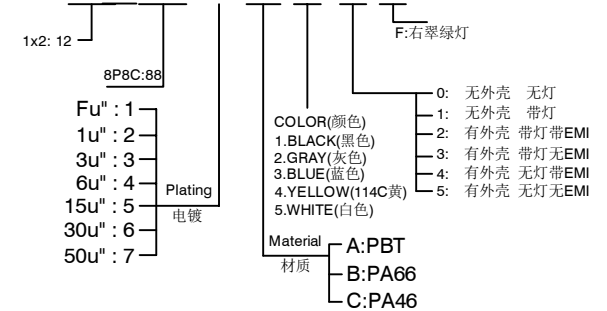 F:右翠绿灯
1x2: 12
8P8C:88
Fu" : 1
1u" : 2
3u" : 3
6u" : 4
15u" : 5
30u" : 6
50u" : 7
Plating
电镀
COLOR(颜色)
1.BLACK(黑色)
2.GRAY(灰色)
3.BLUE(蓝色)
4.YELLOW(114C黄)
5.WHITE(白色)
Material
材质
A:PBT
B:PA66
C:PA46
0: 无外壳 无灯
1: 无外壳 带灯
2: 有外壳 带灯带EMI
3: 有外壳 带灯无EMI
4: 有外壳 无灯带EMI
5: 有外壳 无灯无EMI